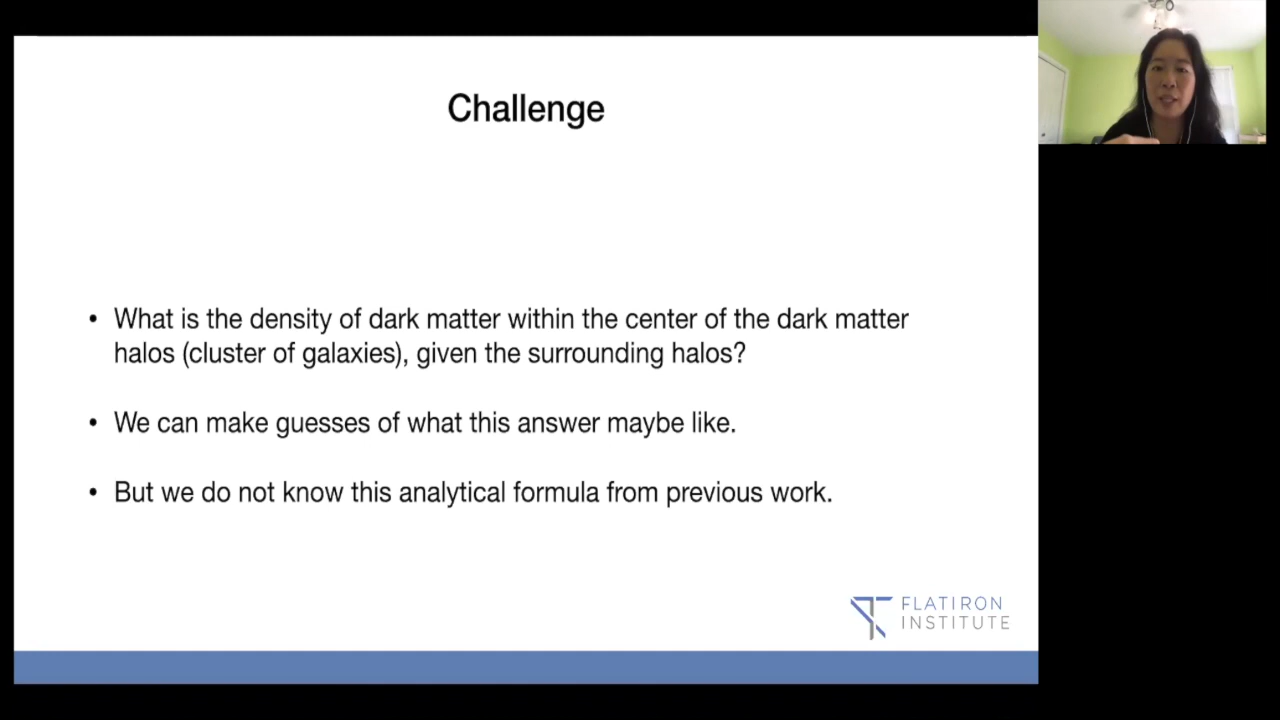 Challenge
• What is the density of dark matter within the center of the dark matter
halos (cluster of galaxies), given the surrounding halos?
• We can make guesses of what this answer maybe like.
• But we do not know this analytical formula from previous work.
FLATIRON
INSTITUTE